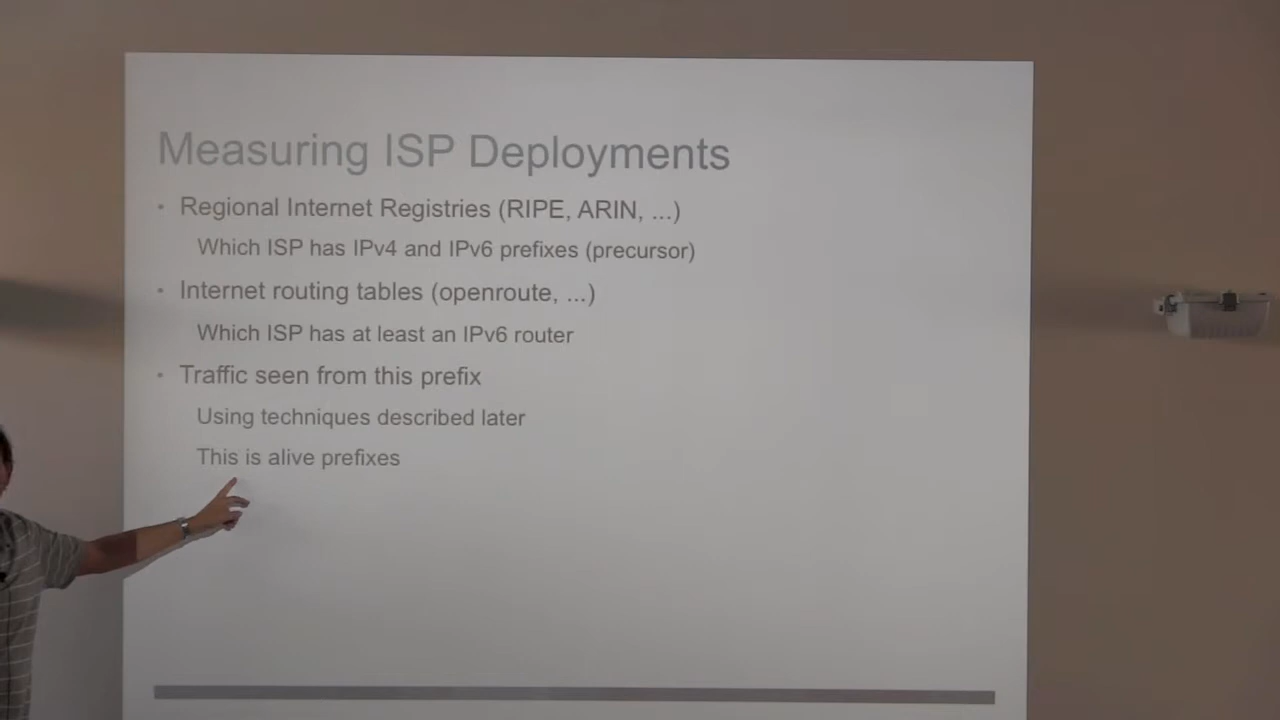 Measuring ISP Deployments
• Regional Internet Registries (RIPE, ARIN, ...)
Which ISP has IPv4 and IPv6 prefixes (precursor)
• Internet routing tables (openroute, ...)
Which ISP has at least an IPv6 router
• Traffic seen from this prefix
Using techniques described later
This is alive prefixes